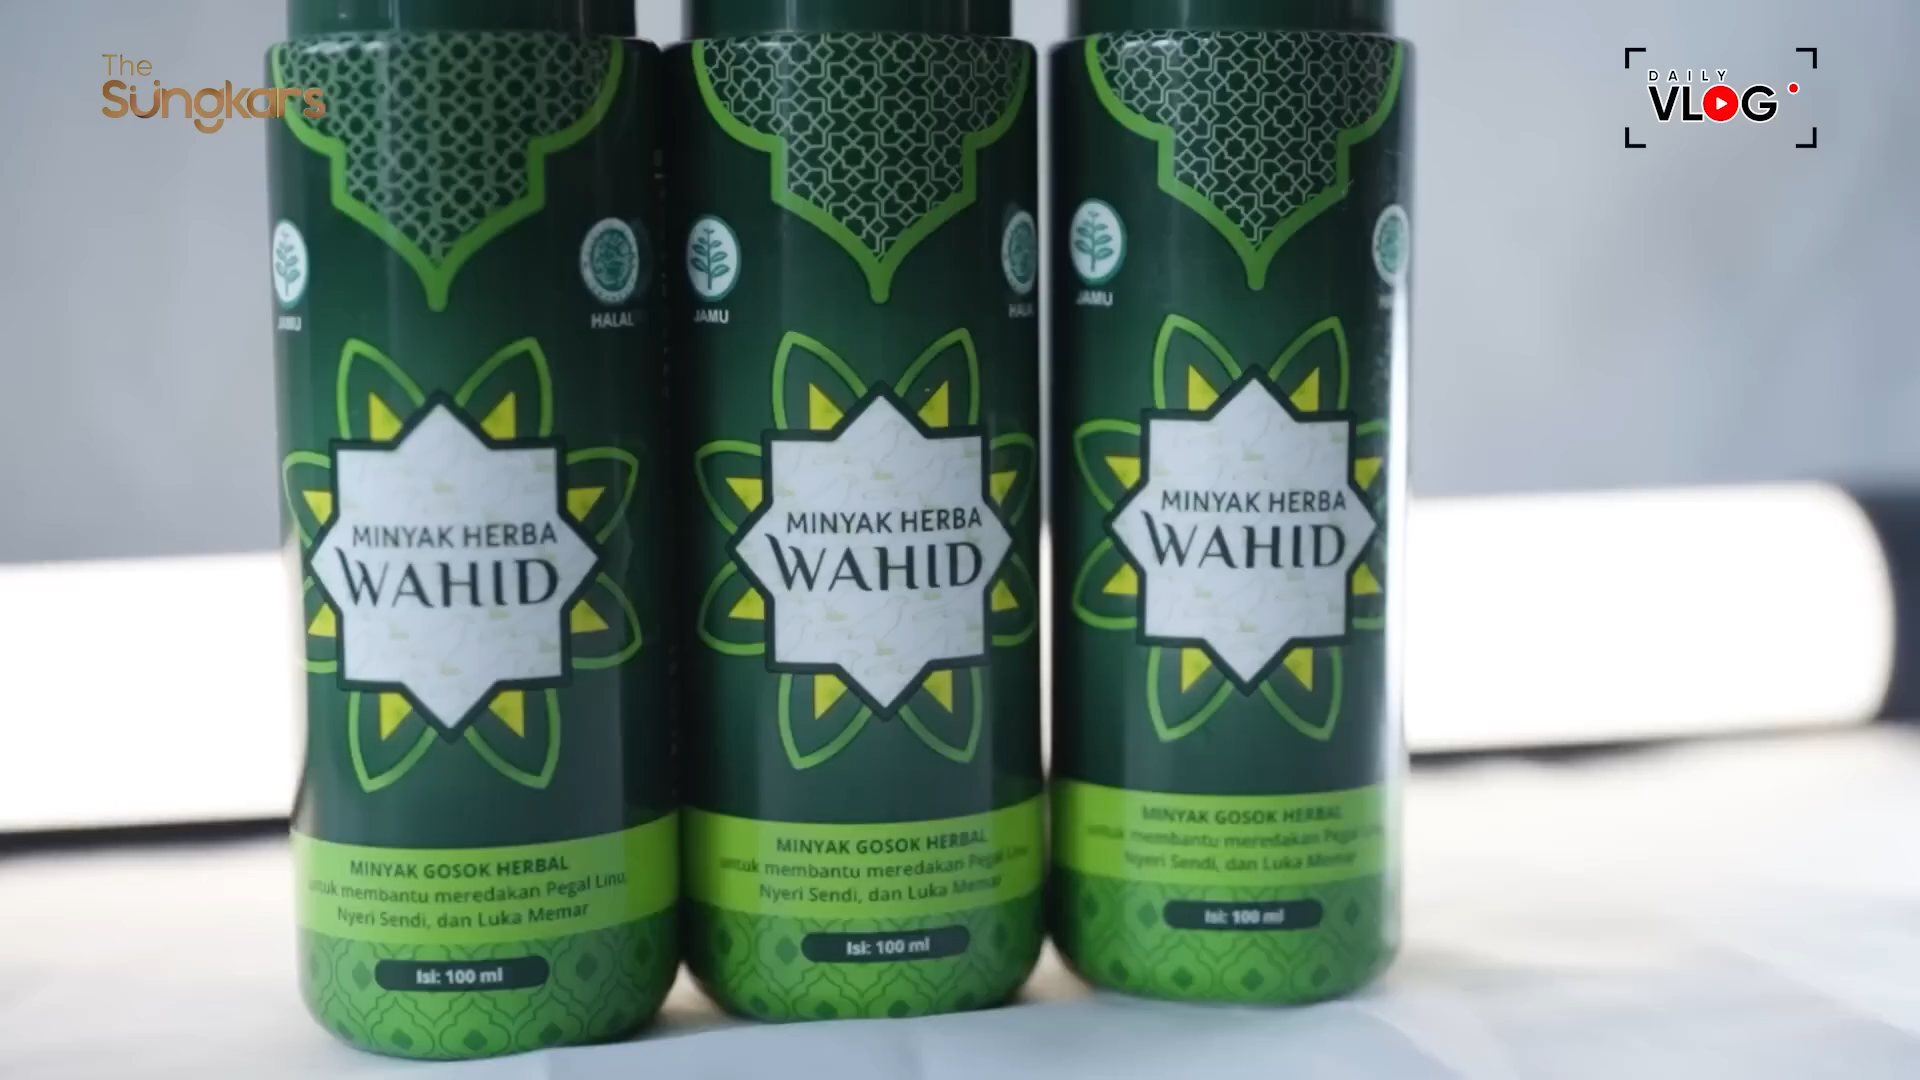 The
Sungkars
DAILY
VLOG
JAMU
HALAL
MINYAK HERBA
WAHID
MINYAK GOSOK HERBAL
untuk membantu meredakan Pegal Linu,
Nyeri Sendi, dan Luka Memar
Isi: 100 ml
JAMU
HALA
MINYAK HERBA
WAHID
MINYAK GOSOK HERBAL
untuk membantu meredakan Pegal Linu
Nyeri Sendi, dan Luka Memar
Isi: 100 ml
JAMU
MINYAK HERBA
WAHID
MINYAK GOSOK HERBAL
untuk membantu meredakan Pegal Linu
Nyeri Sendi, dan Luka Memar
Isi: 100 ml